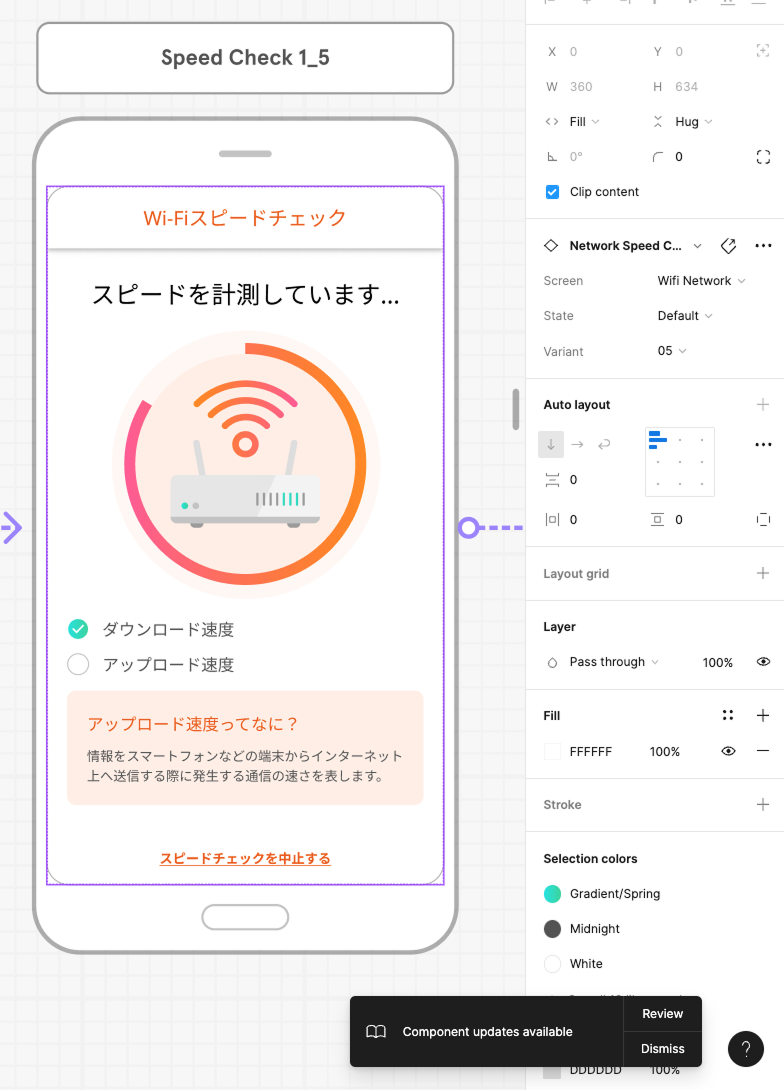 Speed Check 1_5
Wi-Fiスピードチェック
スピードを計測しています...
ダウンロード速度
アップロード速度
アップロード速度ってなに？
情報をスマートフォンなどの端末からインターネット
上へ送信する際に発生する通信の速さを表します。
スピードチェックを中止する
X 0 Y 0
W 360 H 634
Fill Hug
0° 0
Clip content
Network Speed C...
Screen Wifi Network
State Default
Variant 05
Auto layout
0
0 0
Layout grid
Layer
Pass through 100%
Fill
FFFFFF 100%
Stroke
Selection colors
Gradient/Spring
Midnight
White
Component updates available
Review
Dismiss
?
DDDDDD 100%